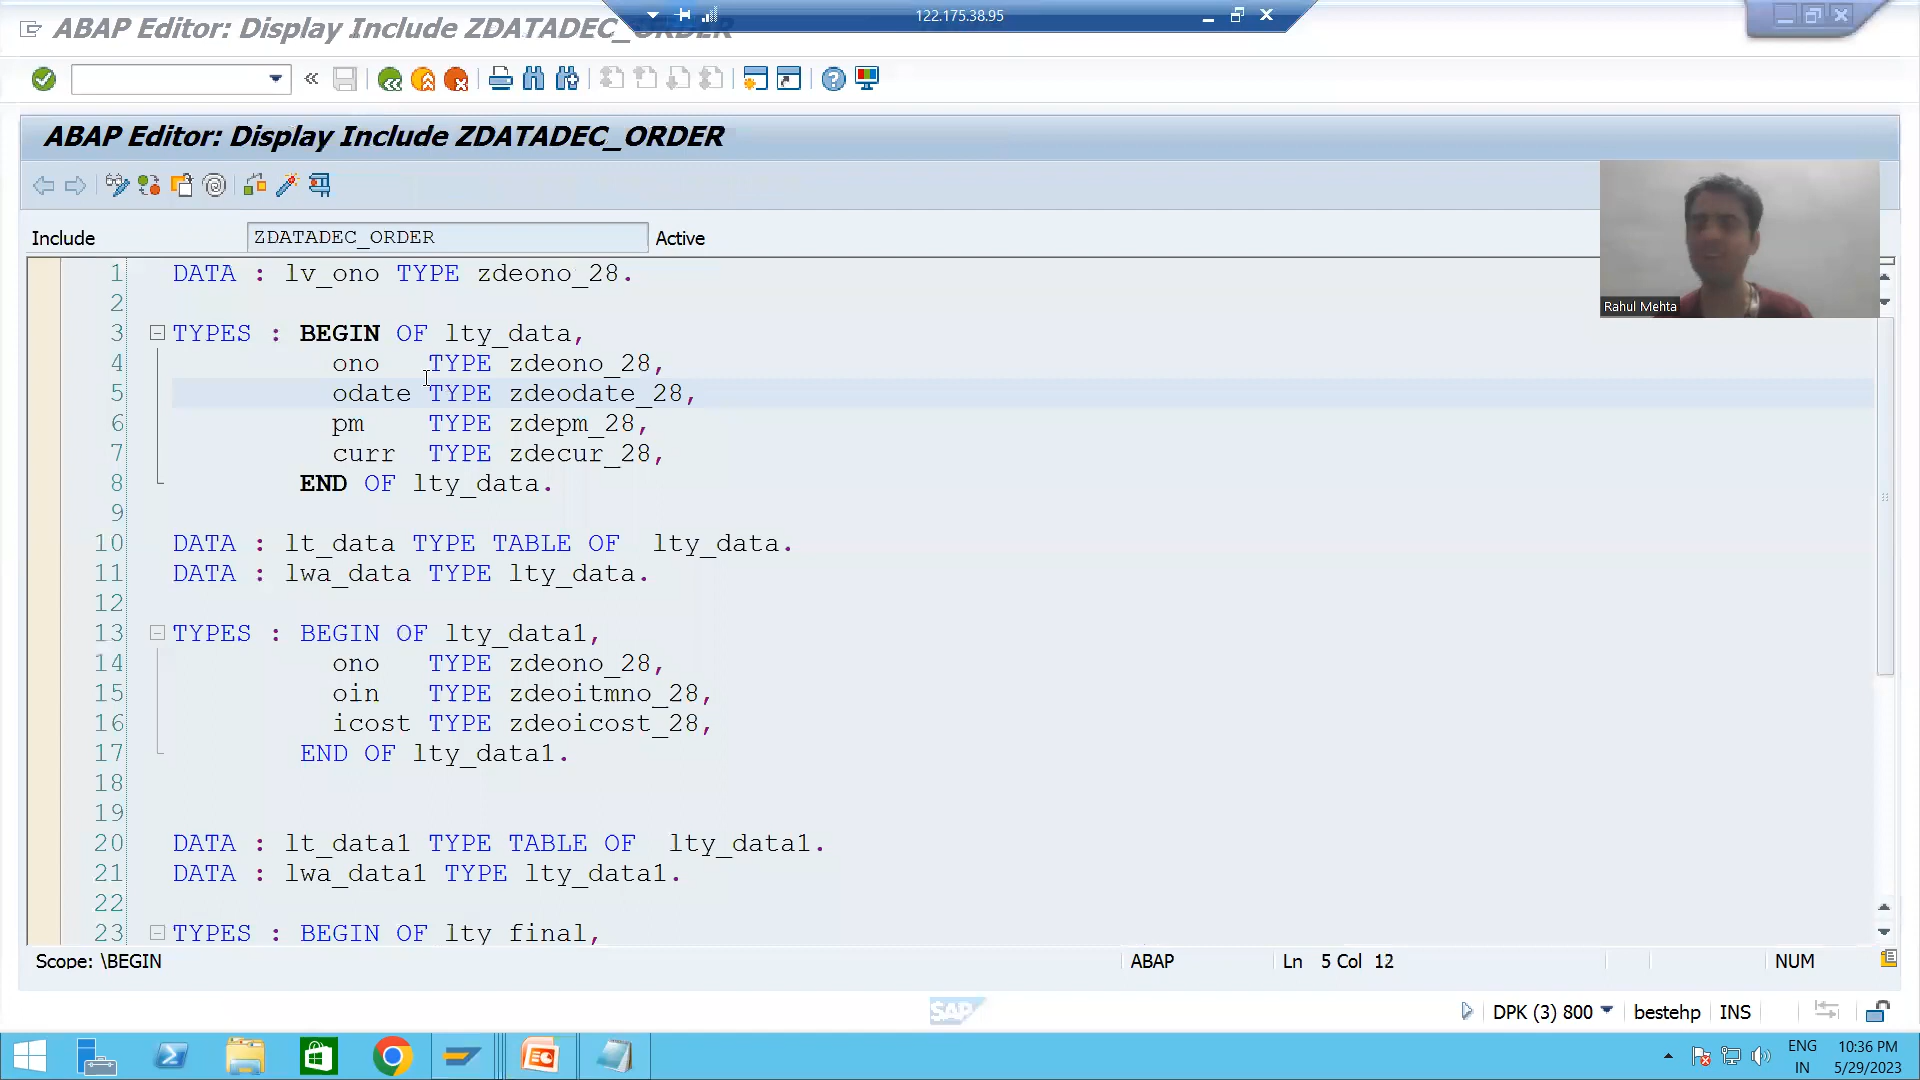 ABAP Editor: Display Include ZDATADEC_ORDER
122.175.38.95
ABAP Editor: Display Include ZDATADEC_ORDER
Include ZDATADEC_ORDER Active
Rahul Mehta
1 DATA : lv_ono TYPE zdeono_28.
2
3 TYPES : BEGIN OF lty_data,
4 ono TYPE zdeono_28,
5 odate TYPE zdeodate_28,
6 pm TYPE zdepm_28,
7 curr TYPE zdecur_28,
8 END OF lty_data.
9
10 DATA : lt_data TYPE TABLE OF lty_data.
11 DATA : lwa_data TYPE lty_data.
12
13 TYPES : BEGIN OF lty_data1,
14 ono TYPE zdeono_28,
15 oin TYPE zdeoitmno_28,
16 icost TYPE zdeoicost_28,
17 END OF lty_data1.
18
19
20 DATA : lt_data1 TYPE TABLE OF lty_data1.
21 DATA : lwa_data1 TYPE lty_data1.
22
23 TYPES : BEGIN OF lty final,
Scope: \BEGIN ABAP Ln 5 Col 12 NUM
SAP DPK (3) 800 bestehp INS
ENG 10:36 PM
IN 5/29/2023